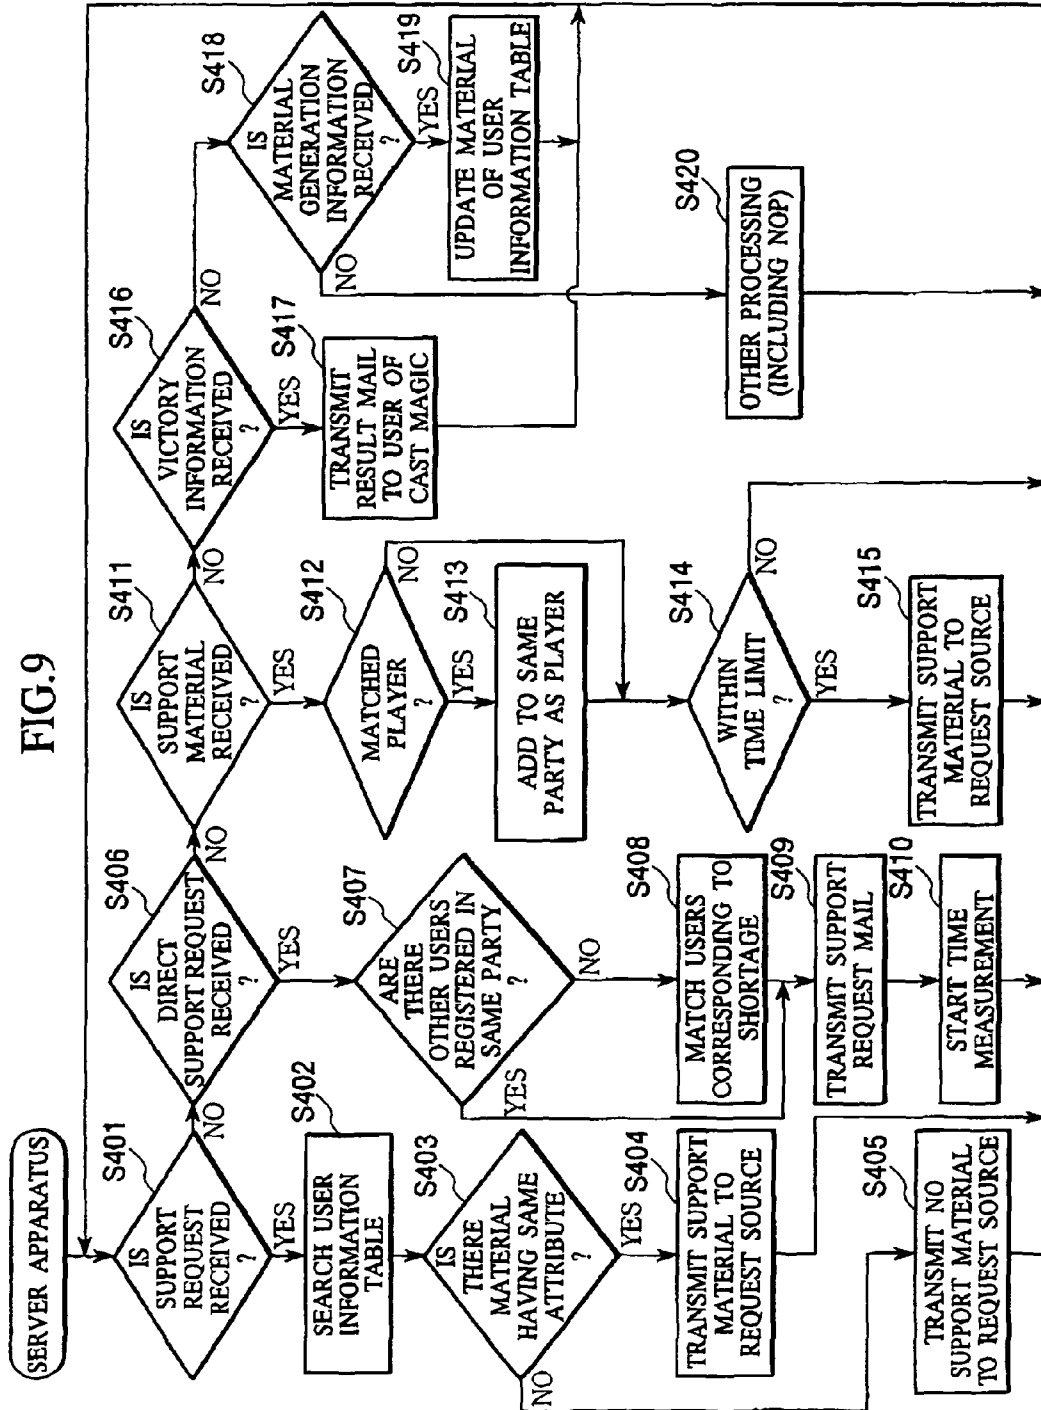 FIG.9
SERVER APPARATUS
S401
IS
SUPPORT
REQUEST
RECEIVED
?
NO
YES
S402
SEARCH USER
INFORMATION
TABLE
S403
IS
THERE
MATERIAL
HAVING SAME
ATTRIBUTE
?
NO
YES
S404
TRANSMIT SUPPORT
MATERIAL TO
REQUEST SOURCE
S405
TRANSMIT NO
SUPPORT MATERIAL
TO REQUEST SOURCE
S406
IS
DIRECT
SUPPORT REQUEST
RECEIVED
?
NO
YES
S407
ARE
THERE
OTHER USERS
REGISTERED IN
SAME PARTY
?
YES
NO
S408
MATCH USERS
CORRESPONDING TO
SHORTAGE
S409
TRANSMIT SUPPORT
REQUEST MAIL
S410
START TIME
MEASUREMENT
S411
IS
SUPPORT
MATERIAL
RECEIVED
?
NO
YES
S412
MATCHED
PLAYER
?
NO
YES
S413
ADD TO SAME
PARTY AS PLAYER
S414
WITHIN
TIME LIMIT
?
NO
YES
S415
TRANSMIT SUPPORT
MATERIAL TO
REQUEST SOURCE
S416
IS
VICTORY
INFORMATION
RECEIVED
?
NO
YES
S417
TRANSMIT
RESULT MAIL
TO USER OF
CAST MAGIC
S418
IS
MATERIAL
GENERATION
INFORMATION
RECEIVED
?
NO
YES
S419
UPDATE MATERIAL
OF USER
INFORMATION TABLE
S420
OTHER PROCESSING
(INCLUDING NOP)